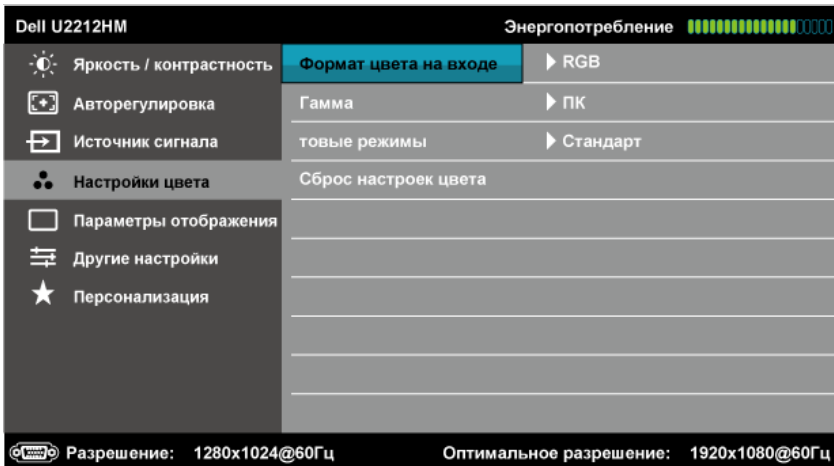 Dell U2212HM Энергопотребление
Яркость / контрастность Формат цвета на входе RGB
Авторегулировка Гамма ПК
Источник сигнала товые режимы Стандарт
Настройки цвета Сброс настроек цвета
Параметры отображения
Другие настройки
Персонализация
Разрешение: 1280x1024@60Гц Оптимальное разрешение: 1920x1080@60Гц